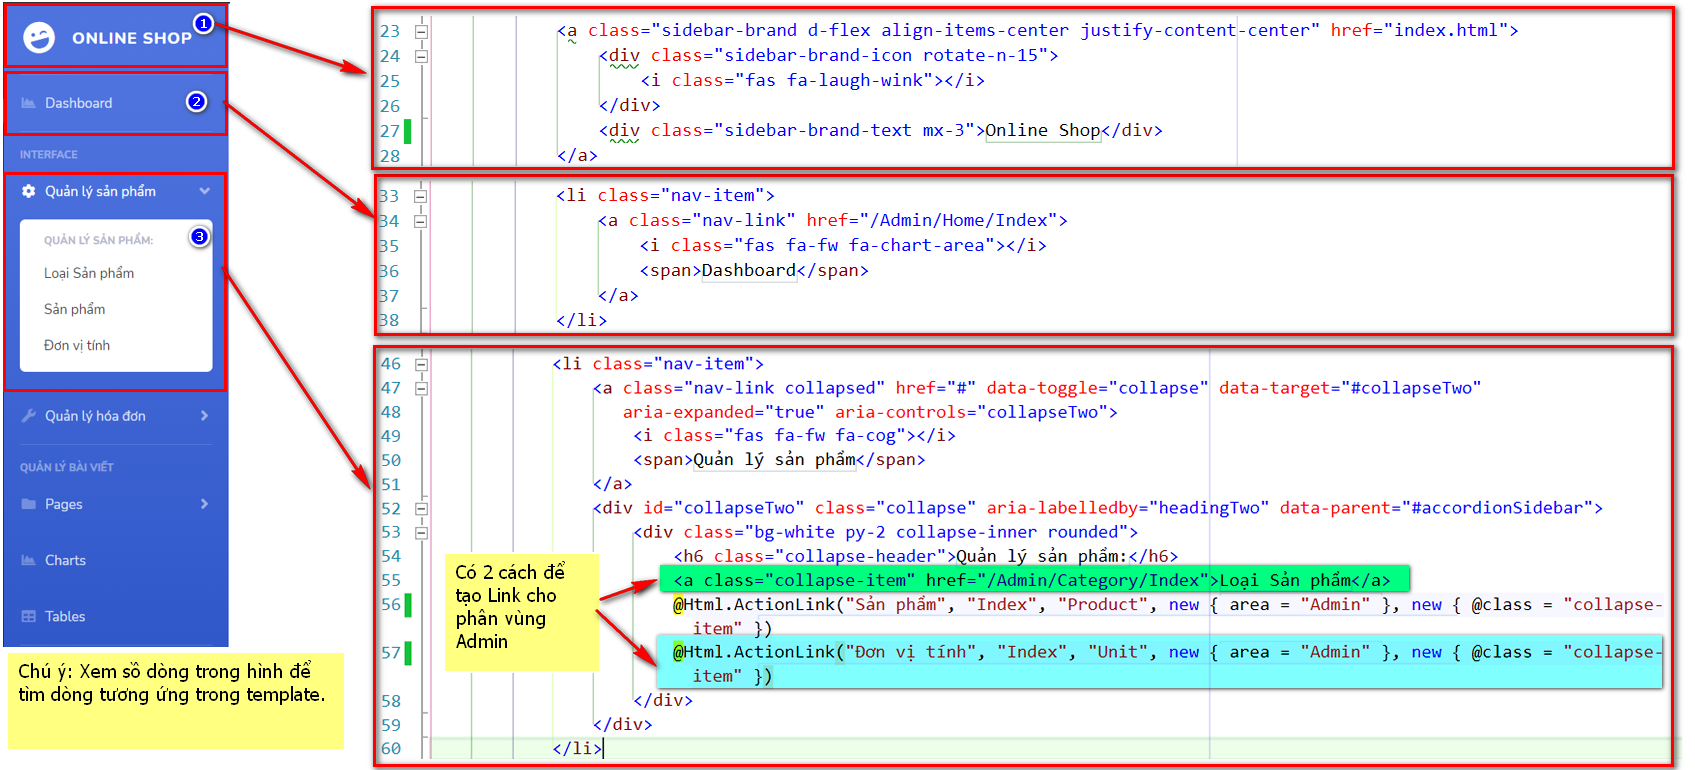 1
ONLINE SHOP
Dashboard
2
INTERFACE
Quản lý sản phẩm
3
QUẢN LÝ SẢN PHẨM:
Loại Sản phẩm
Sản phẩm
Đơn vị tính
Quản lý hóa đơn
QUẢN LÝ BÀI VIẾT
Pages
Charts
Tables
Chú ý: Xem số dòng trong hình để
tìm dòng tương ứng trong template.
23 <a class="sidebar-brand d-flex align-items-center justify-content-center" href="index.html">
24 <div class="sidebar-brand-icon rotate-n-15">
25 <i class="fas fa-laugh-wink"></i>
26 </div>
27 <div class="sidebar-brand-text mx-3">Online Shop</div>
28 </a>
33 <li class="nav-item">
34 <a class="nav-link" href="/Admin/Home/Index">
35 <i class="fas fa-fw fa-chart-area"></i>
36 <span>Dashboard</span>
37 </a>
38 </li>
46 <li class="nav-item">
47 <a class="nav-link collapsed" href="#" data-toggle="collapse" data-target="#collapseTwo"
48 aria-expanded="true" aria-controls="collapseTwo">
49 <i class="fas fa-fw fa-cog"></i>
50 <span>Quản lý sản phẩm</span>
51 </a>
52 <div id="collapseTwo" class="collapse" aria-labelledby="headingTwo" data-parent="#accordionSidebar">
53 <div class="bg-white py-2 collapse-inner rounded">
54 <h6 class="collapse-header">Quản lý sản phẩm:</h6>
55 <a class="collapse-item" href="/Admin/Category/Index">Loại Sản phẩm</a>
56 @Html.ActionLink("Sản phẩm", "Index", "Product", new { area = "Admin" }, new { @class = "collapse-
item" })
57 @Html.ActionLink("Đơn vị tính", "Index", "Unit", new { area = "Admin" }, new { @class = "collapse-
item" })
58 </div>
59 </div>
60 </li>
Có 2 cách để
tạo Link cho
phân vùng
Admin